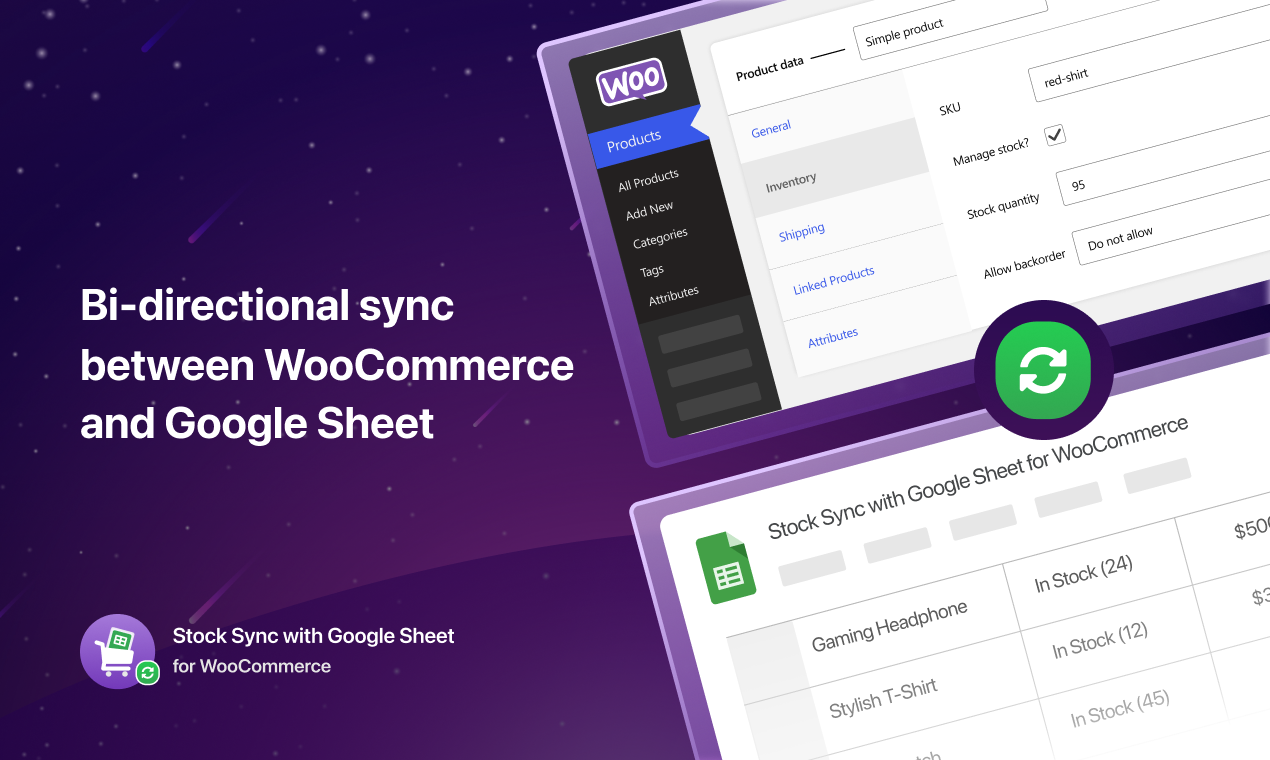 Bi-directional sync
between WooCommerce
and Google Sheet
Stock Sync with Google Sheet
for WooCommerce
Woo
Products
All Products
Add New
Categories
Tags
Attributes
Product data
Simple product
General
Inventory
Shipping
Linked Products
Attributes
SKU
red-shirt
Manage stock?
Stock quantity
95
Allow backorder
Do not allow
Stock Sync with Google Sheet for WooCommerce
Gaming Headphone
In Stock (24)
Stylish T-Shirt
In Stock (12)
In Stock (45)